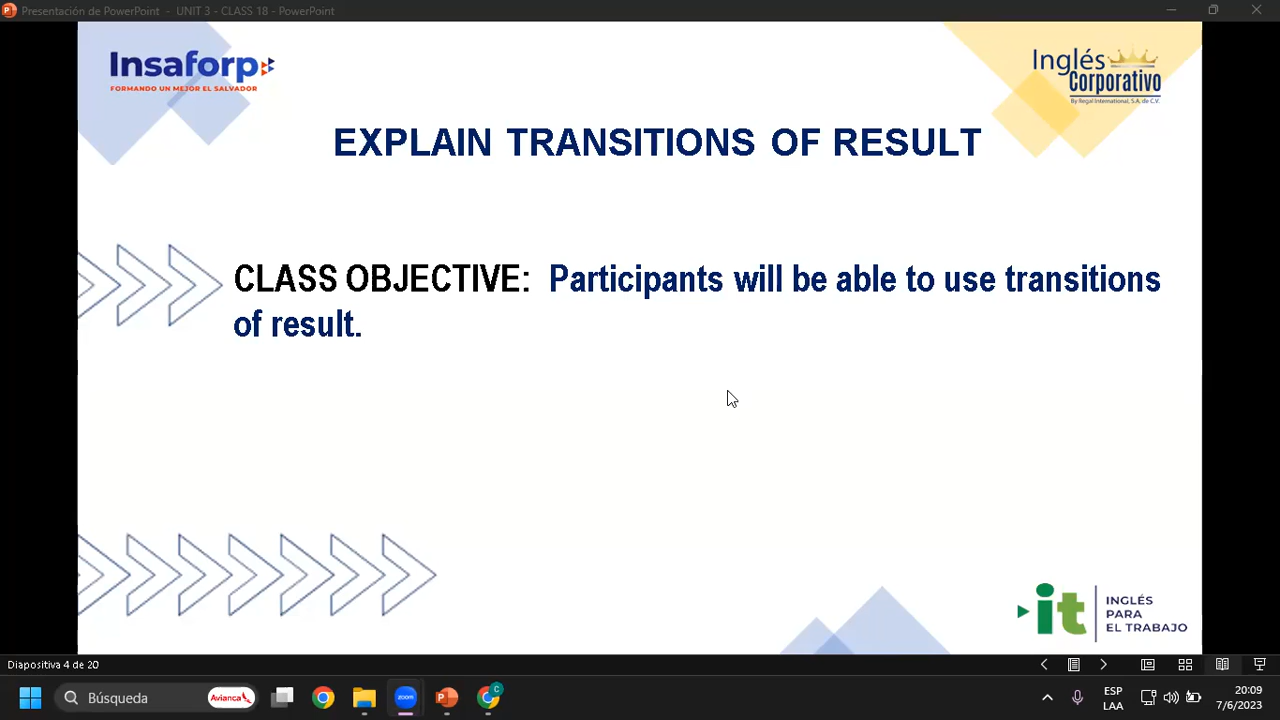 Presentación de PowerPoint - UNIT 3 - CLASS 18 - PowerPoint
Insaforp
FORMANDO UN MEJOR EL SALVADOR
Inglés
Corporativo
By Regal International, S.A. de C.V.
EXPLAIN TRANSITIONS OF RESULT
CLASS OBJECTIVE: Participants will be able to use transitions
of result.
it
INGLÉS
PARA
EL TRABAJO
Diapositiva 4 de 20
Búsqueda
Avianca
zoom
C
ESP
LAA
20:09
7/6/2023